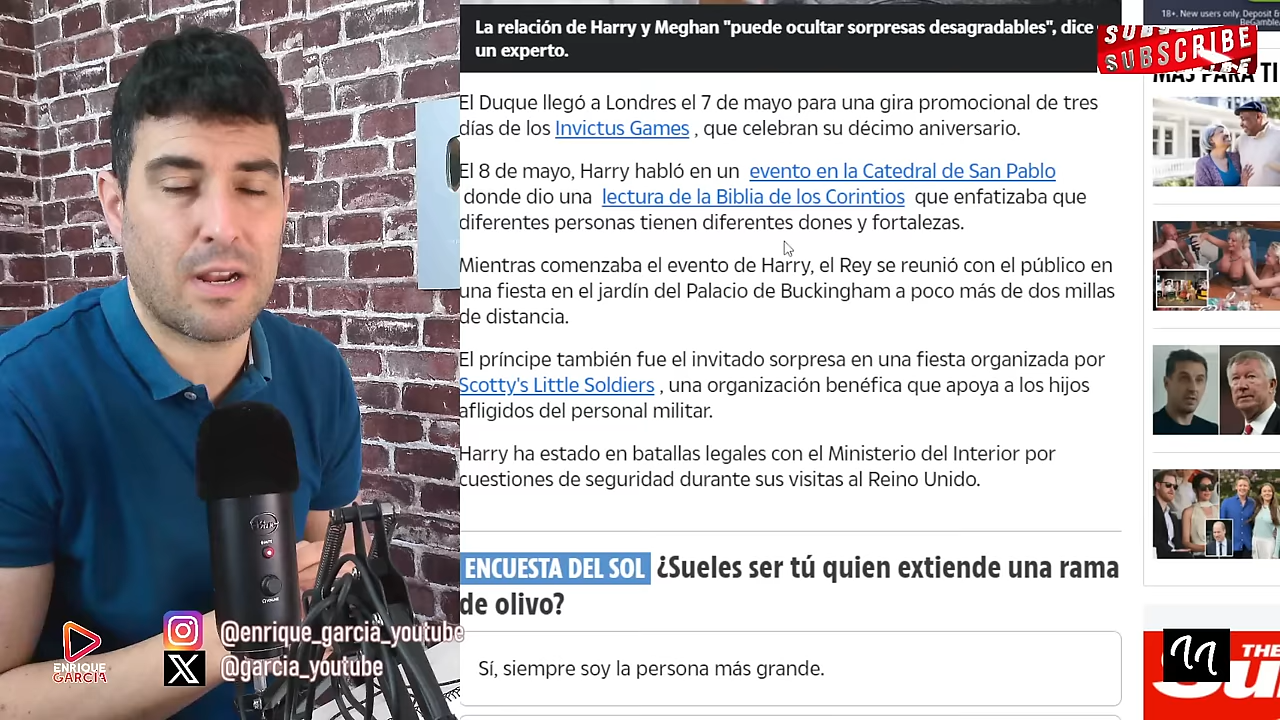 La relación de Harry y Meghan "puede ocultar sorpresas desagradables", dice
un experto.
18+. New users only. Deposit &
SUBSCRIBE
MÁS PARA TI
El Duque llegó a Londres el 7 de mayo para una gira promocional de tres
días de los Invictus Games , que celebran su décimo aniversario.
El 8 de mayo, Harry habló en un evento en la Catedral de San Pablo
donde dio una lectura de la Biblia de los Corintios que enfatizaba que
diferentes personas tienen diferentes dones y fortalezas.
Mientras comenzaba el evento de Harry, el Rey se reunió con el público en
una fiesta en el jardín del Palacio de Buckingham a poco más de dos millas
de distancia.
El príncipe también fue el invitado sorpresa en una fiesta organizada por
Scotty's Little Soldiers , una organización benéfica que apoya a los hijos
afligidos del personal militar.
Harry ha estado en batallas legales con el Ministerio del Interior por
cuestiones de seguridad durante sus visitas al Reino Unido.
ENCUESTA DEL SOL ¿Sueles ser tú quien extiende una rama
de olivo?
Sí, siempre soy la persona más grande.
ENRIQUE
GARCIA
@enrique_garcia_youtube
@garcia_youtube
THE
Su